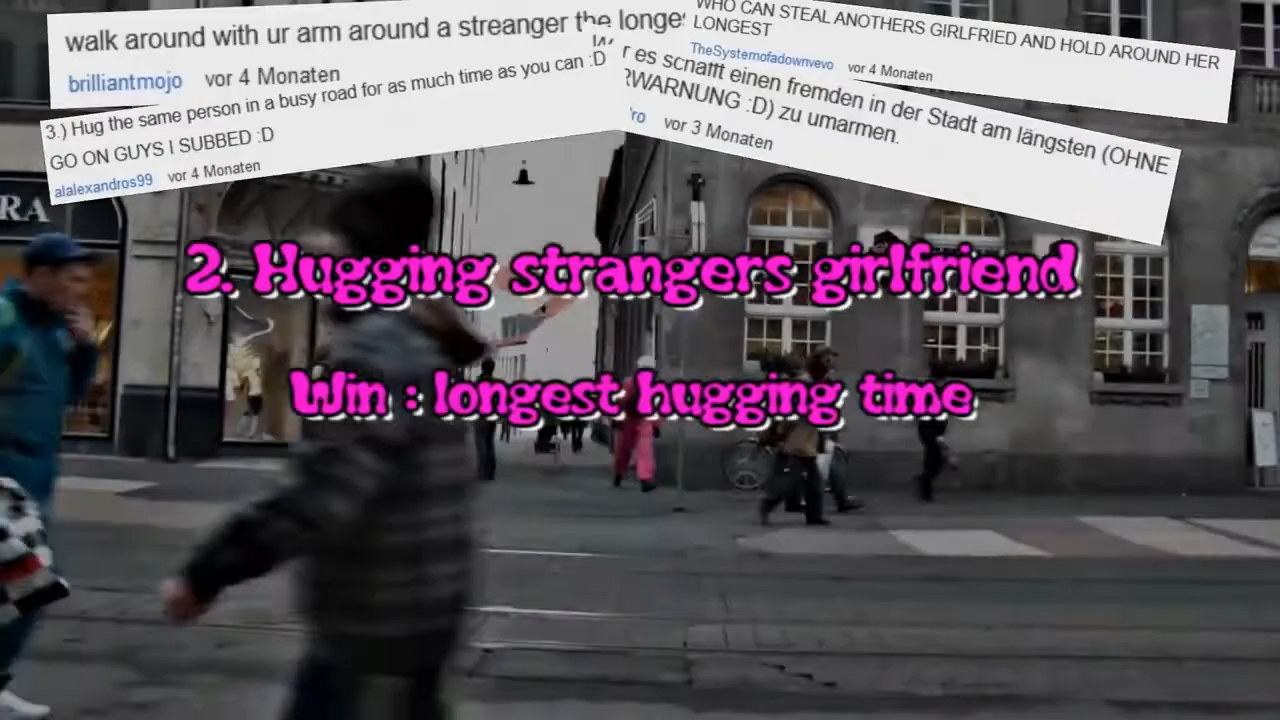 walk around with ur arm around a streanger the longes
brilliantmojo vor 4 Monaten
3.) Hug the same person in a busy road for as much time as you can :D
GO ON GUYS I SUBBED :D
alalexandros99 vor 4 Monaten
WHO CAN STEAL ANOTHERS GIRLFRIED AND HOLD AROUND HER
LONGEST
TheSystemofadownvevo vor 4 Monaten
r es schafft einen fremden in der Stadt am längsten (OHNE
RWARNUNG :D) zu umarmen.
ro vor 3 Monaten
RA
2. Hugging strangers girlfriend
Win : longest hugging time